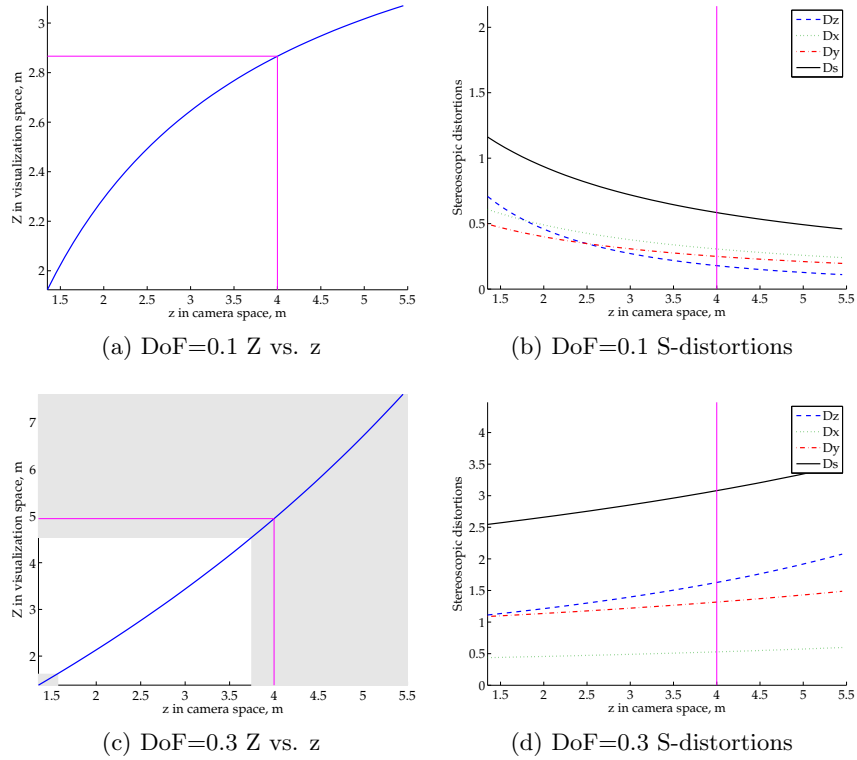 3
2.8
2.6
2.4
2.2
2
Z in visualization space, m
1.5 2 2.5 3 3.5 4 4.5 5 5.5
z in camera space, m
(a) DoF=0.1 Z vs. z
2
1.5
1
0.5
0
Stereoscopic distortions
Dz
Dx
Dy
Ds
1.5 2 2.5 3 3.5 4 4.5 5 5.5
z in camera space, m
(b) DoF=0.1 S-distortions
7
6
5
4
3
2
Z in visualization space, m
1.5 2 2.5 3 3.5 4 4.5 5 5.5
z in camera space, m
(c) DoF=0.3 Z vs. z
4
3.5
3
2.5
2
1.5
1
0.5
0
Stereoscopic distortions
Dz
Dx
Dy
Ds
1.5 2 2.5 3 3.5 4 4.5 5 5.5
z in camera space, m
(d) DoF=0.3 S-distortions